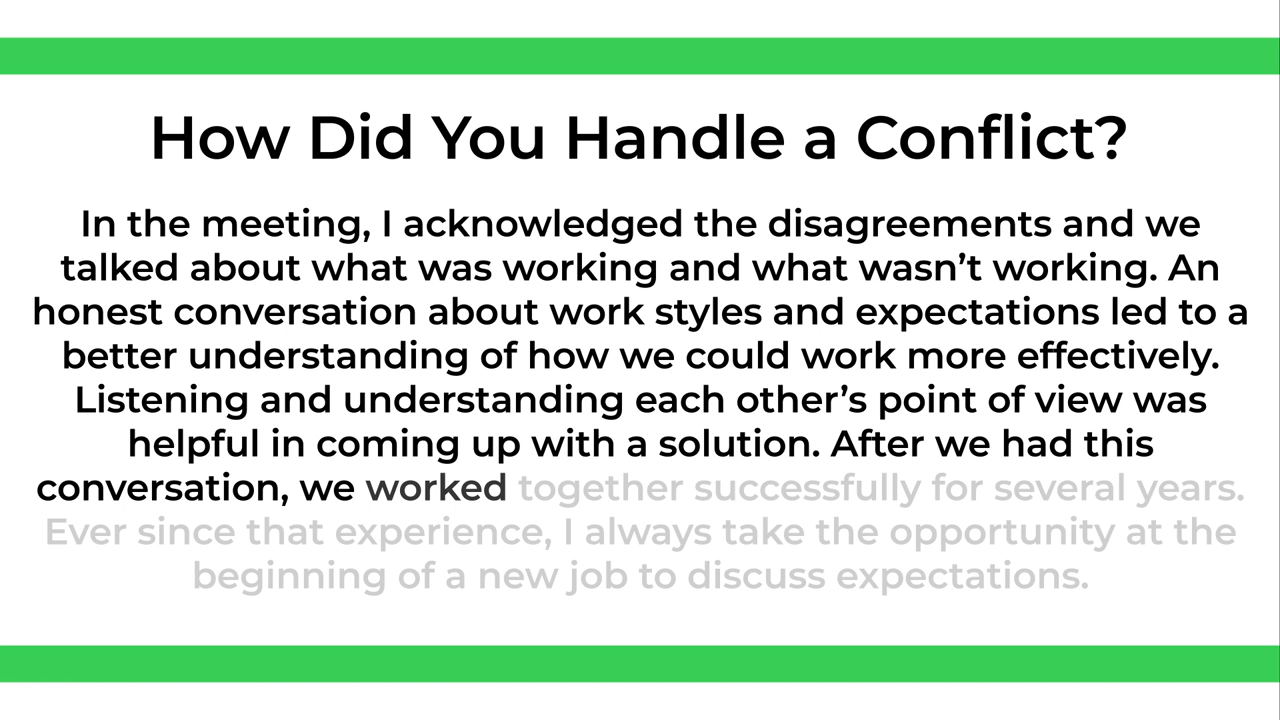 How Did You Handle a Conflict?
In the meeting, I acknowledged the disagreements and we
talked about what was working and what wasn’t working. An
honest conversation about work styles and expectations led to a
better understanding of how we could work more effectively.
Listening and understanding each other’s point of view was
helpful in coming up with a solution. After we had this
conversation, we worked together successfully for several years.
Ever since that experience, I always take the opportunity at the
beginning of a new job to discuss expectations.